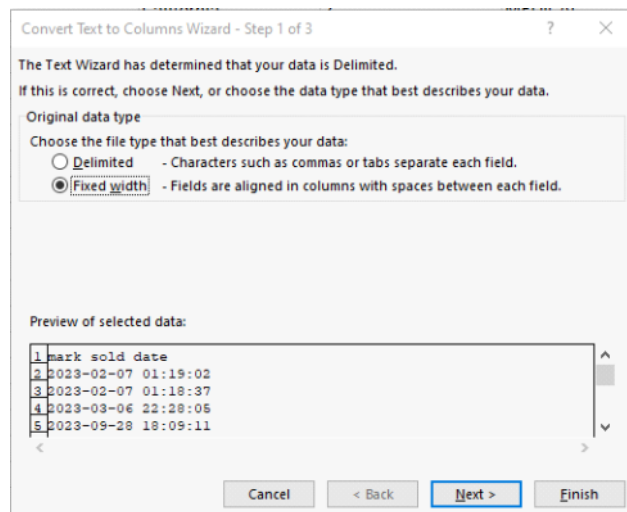 Convert Text to Columns Wizard - Step 1 of 3 ? ×
The Text Wizard has determined that your data is Delimited.
If this is correct, choose Next, or choose the data type that best describes your data.
Original data type
Choose the file type that best describes your data:
Delimited - Characters such as commas or tabs separate each field.
Fixed width - Fields are aligned in columns with spaces between each field.
Preview of selected data:
1 mark sold date
2 2023-02-07 01:19:02
3 2023-02-07 01:18:37
4 2023-03-06 22:28:05
5 2023-09-28 18:09:11
Cancel < Back Next > Finish